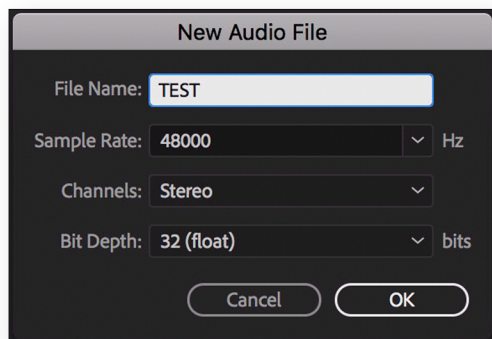 New Audio File
File Name: TEST
Sample Rate: 48000 Hz
Channels: Stereo
Bit Depth: 32 (float) bits
Cancel OK